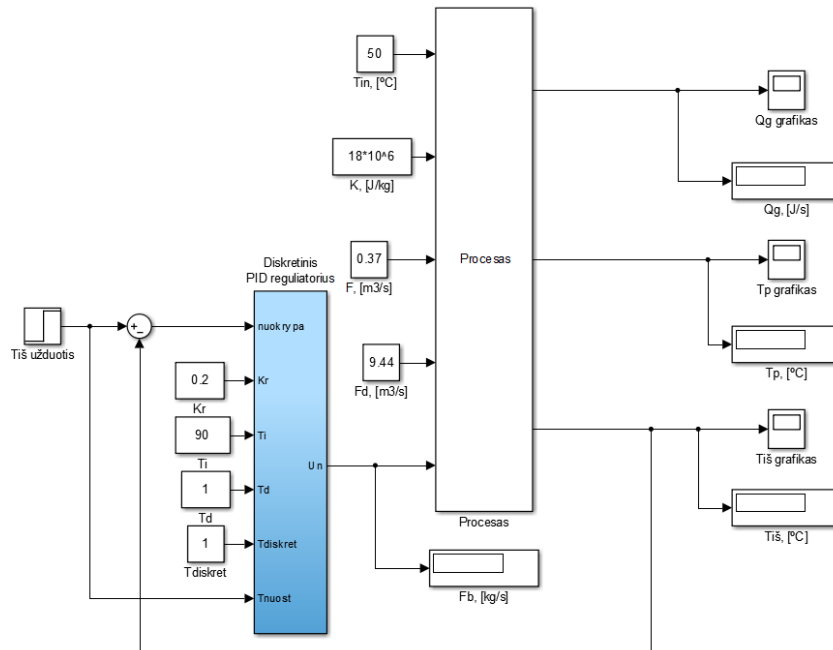 50
Tin, [ºC]
Qg grafikas
18*10^6
K, [J/kg]
Qg, [J/s]
Diskretinis
PID reguliatorius
0.37
F, [m3/s]
Procesas
Tp grafikas
Tiš užduotis
+
−
nuokrypa
9.44
Fd, [m3/s]
Tp, [ºC]
0.2
Kr
Kr
90
Ti
Ti
Tiš grafikas
Un
1
Td
Td
Procesas
Tiš, [ºC]
1
Tdiskret
Tdiskret
Fb, [kg/s]
Tnuost